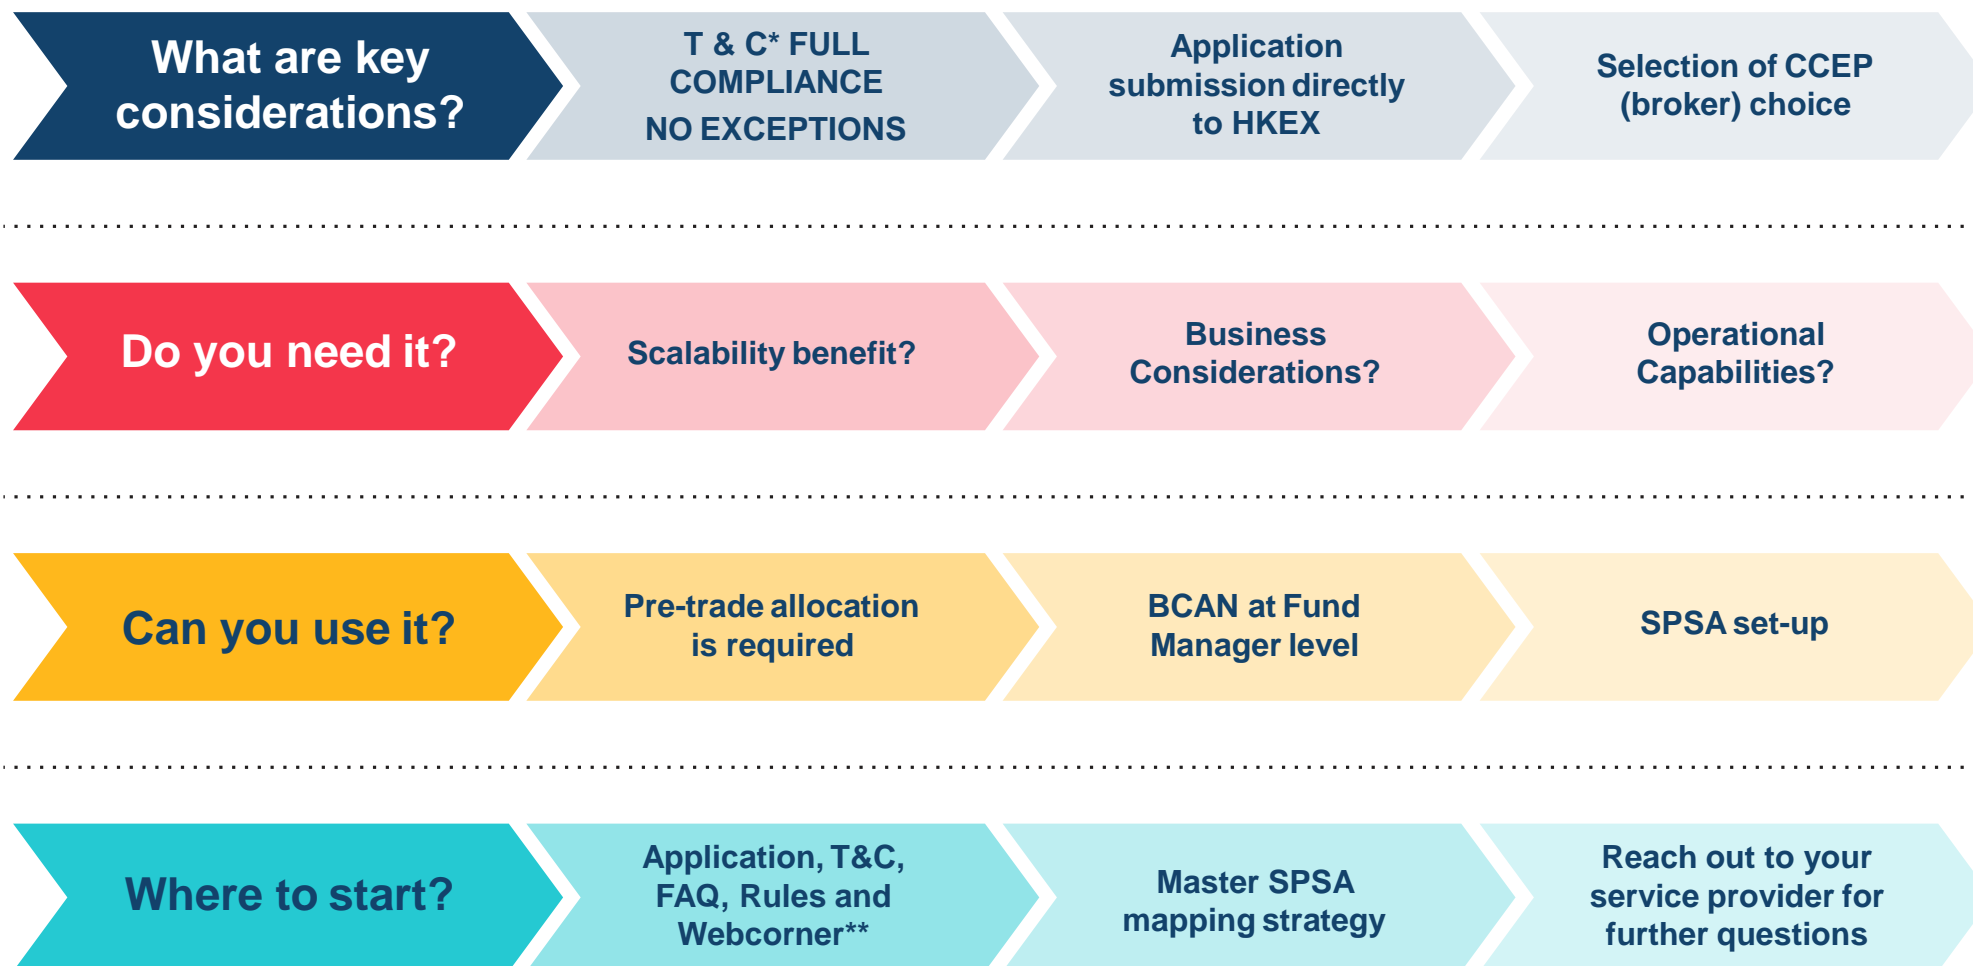 What are key
considerations?
T & C* FULL
COMPLIANCE
NO EXCEPTIONS
Application
submission directly
to HKEX
Selection of CCEP
(broker) choice
Do you need it?
Scalability benefit?
Business
Considerations?
Operational
Capabilities?
Can you use it?
Pre-trade allocation
is required
BCAN at Fund
Manager level
SPSA set-up
Where to start?
Application, T&C,
FAQ, Rules and
Webcorner**
Master SPSA
mapping strategy
Reach out to your
service provider for
further questions